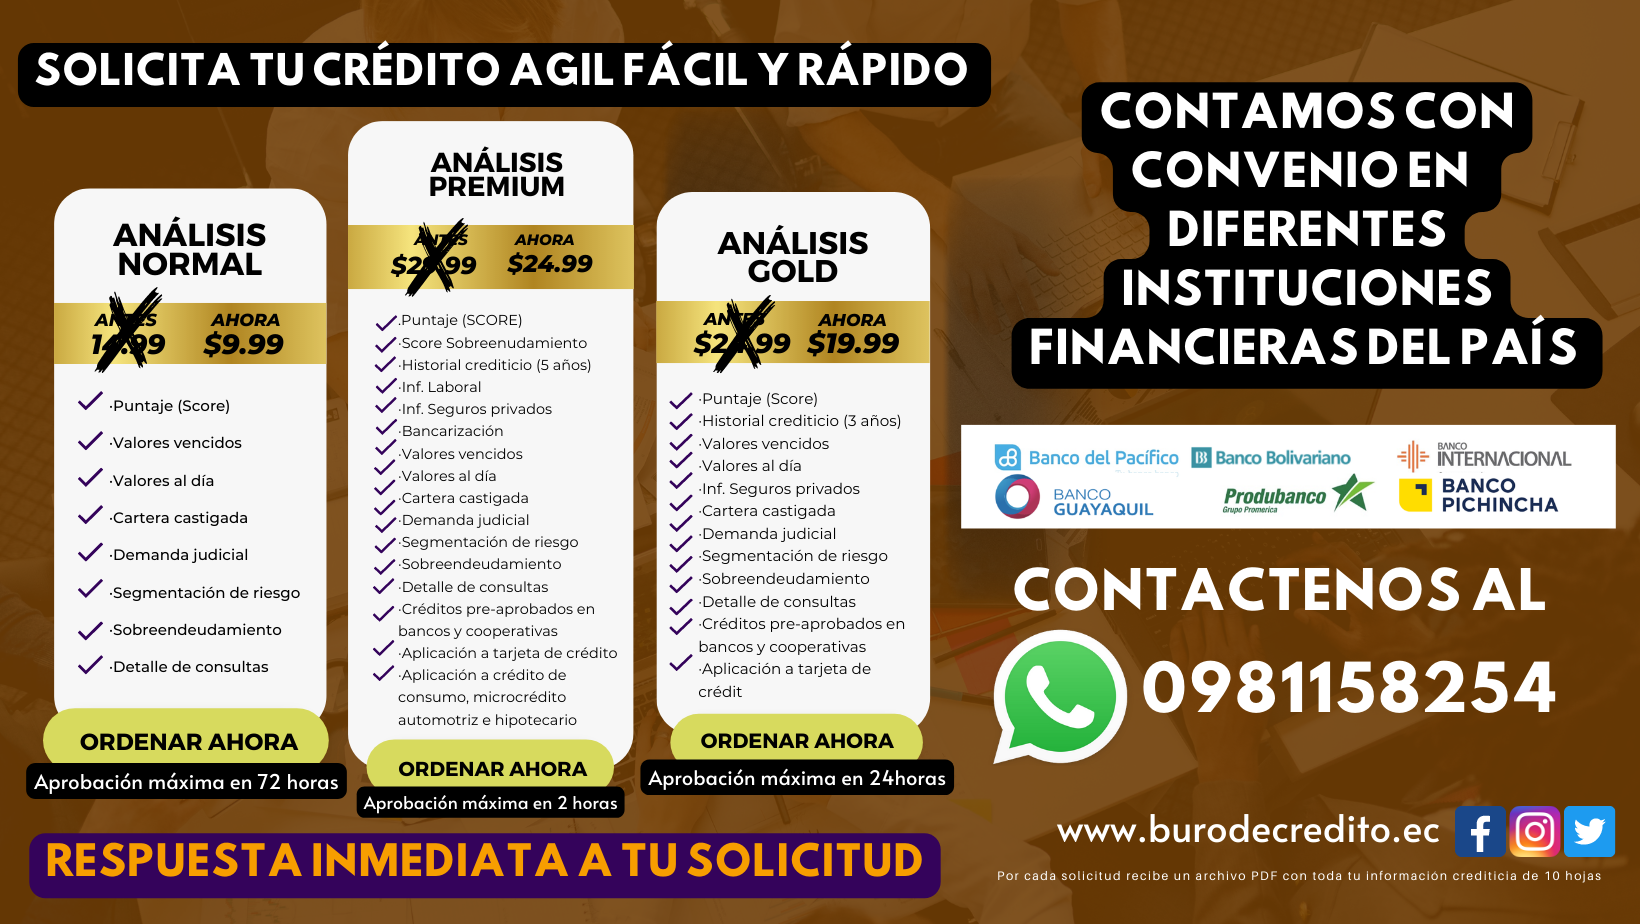 SOLICITA TU CRÉDITO AGIL FÁCIL Y RÁPIDO
ANÁLISIS
NORMAL
ANTES
AHORA
14.99
$9.99
·Puntaje (Score)
·Valores vencidos
·Valores al día
·Cartera castigada
·Demanda judicial
·Segmentación de riesgo
·Sobreendeudamiento
·Detalle de consultas
ORDENAR AHORA
Aprobación máxima en 72 horas
ANÁLISIS
PREMIUM
ANTES
AHORA
$29.99
$24.99
.Puntaje (SCORE)
·Score Sobreenudamiento
·Historial crediticio (5 años)
·Inf. Laboral
·Inf. Seguros privados
·Bancarización
·Valores vencidos
·Valores al día
·Cartera castigada
·Demanda judicial
·Segmentación de riesgo
·Sobreendeudamiento
·Detalle de consultas
·Créditos pre-aprobados en
bancos y cooperativas
·Aplicación a tarjeta de crédito
·Aplicación a crédito de
consumo, microcrédito
automotriz e hipotecario
ORDENAR AHORA
Aprobación máxima en 2 horas
ANÁLISIS
GOLD
ANTES
AHORA
$19.99
·Puntaje (Score)
·Historial crediticio (3 años)
·Valores vencidos
·Valores al día
·Inf. Seguros privados
·Cartera castigada
·Demanda judicial
·Segmentación de riesgo
·Sobreendeudamiento
·Detalle de consultas
·Créditos pre-aprobados en
bancos y cooperativas
·Aplicación a tarjeta de
crédit
ORDENAR AHORA
Aprobación máxima en 24horas
RESPUESTA INMEDIATA A TU SOLICITUD
CONTAMOS CON
CONVENIO EN
DIFERENTES
INSTITUCIONES
FINANCIERAS DEL PAÍS
Banco del Pacífico
Banco Bolivariano
BANCO
INTERNACIONAL
BANCO
GUAYAQUIL
Produbanco
Grupo Promerica
BANCO
PICHINCHA
CONTACTENOS AL
0981158254
www.burodecredito.ec
Por cada solicitud recibe un archivo PDF con toda tu información crediticia de 10 hojas